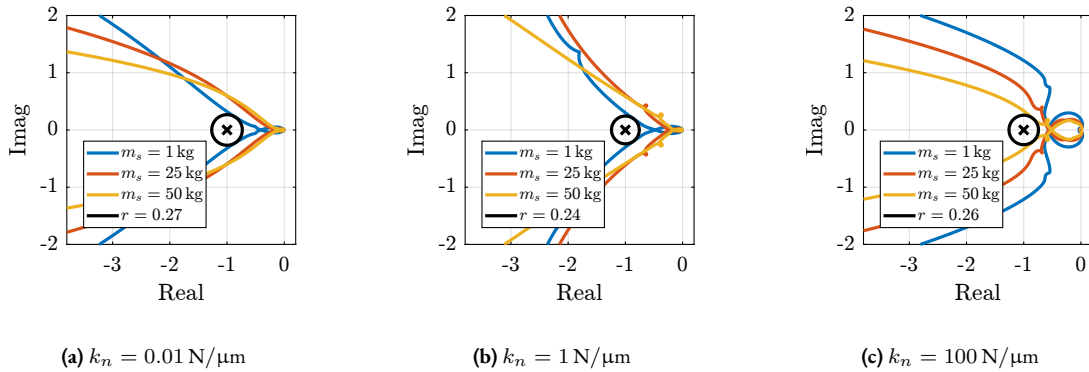 2
1
0
-1
-2
Imag
-3
-2
-1
0
Real
m_s = 1 kg
m_s = 25 kg
m_s = 50 kg
r = 0.27
(a) k_n = 0.01 N/μm
2
1
0
-1
-2
Imag
-3
-2
-1
0
Real
m_s = 1 kg
m_s = 25 kg
m_s = 50 kg
r = 0.24
(b) k_n = 1 N/μm
2
1
0
-1
-2
Imag
-3
-2
-1
0
Real
m_s = 1 kg
m_s = 25 kg
m_s = 50 kg
r = 0.26
(c) k_n = 100 N/μm